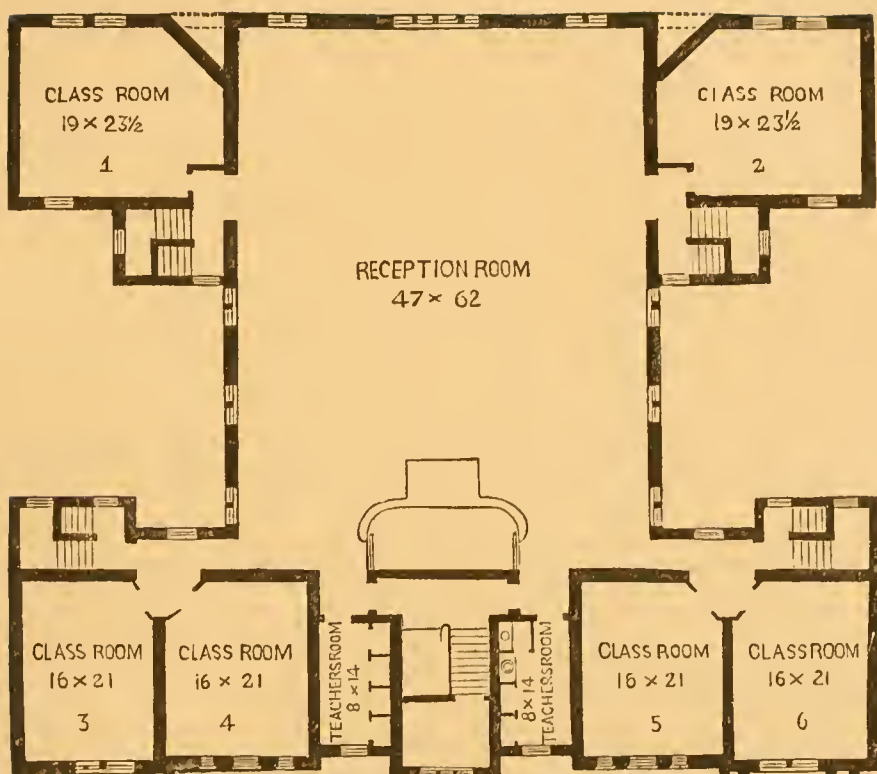 CLASS ROOM
19 × 23½
1
CLASS ROOM
19 × 23½
2
RECEPTION ROOM
47 × 62
CLASS ROOM
16 × 21
3
CLASS ROOM
16 × 21
4
TEACHERS ROOM
8 × 14
TEACHERS ROOM
8 × 14
CLASS ROOM
16 × 21
5
CLASS ROOM
16 × 21
6